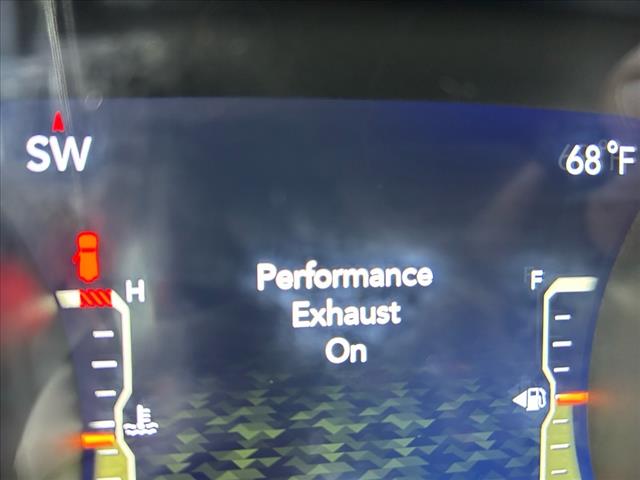 SW
68°F
H
Performance
F
Exhaust
On